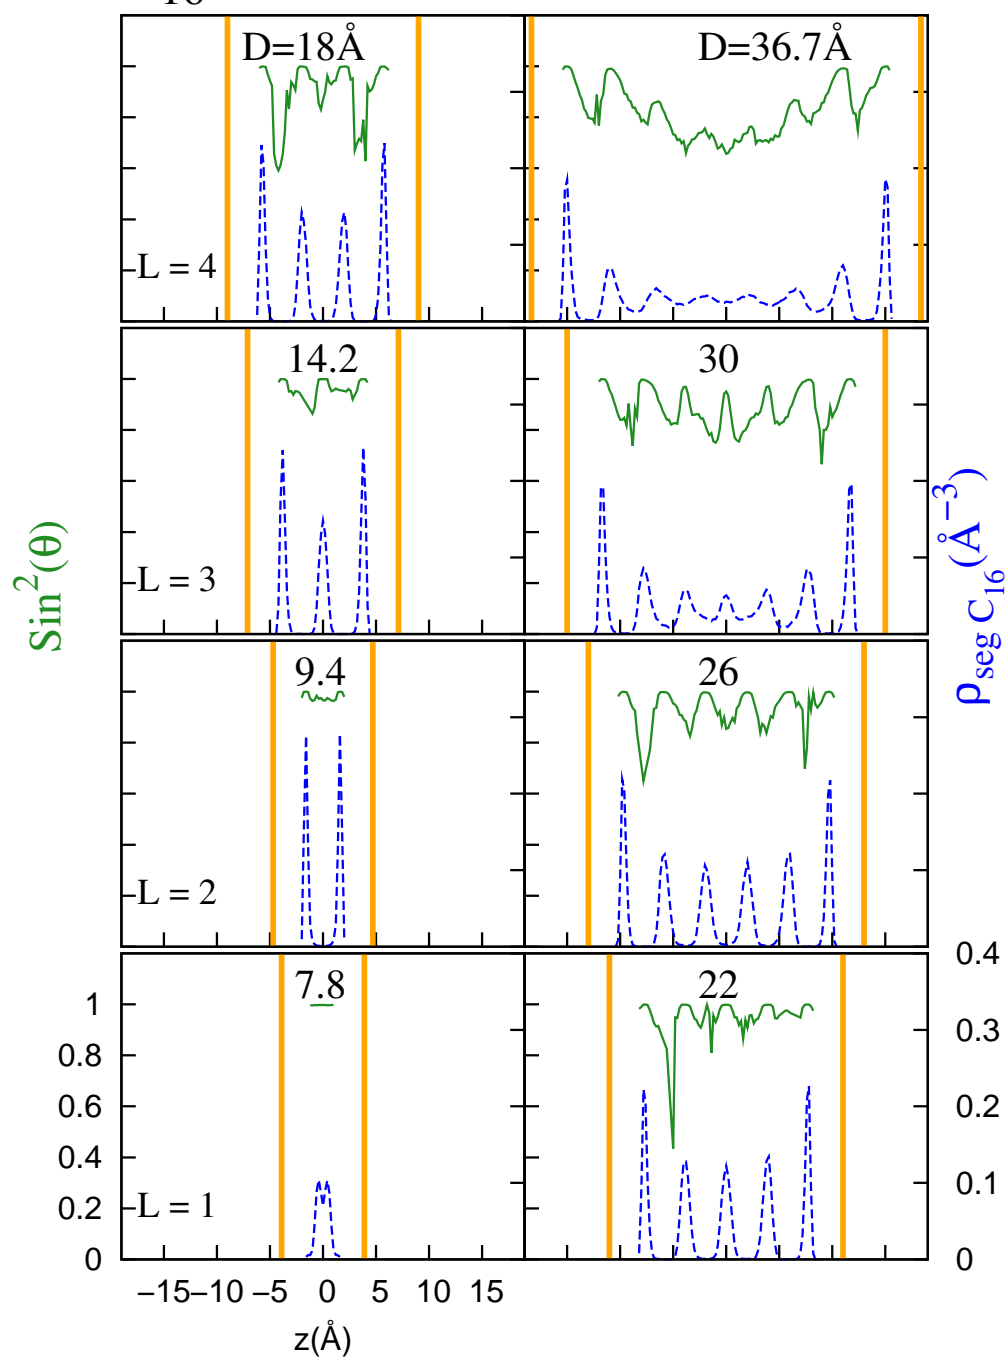 16
D=18Å D=36.7Å
L = 4
14.2 30
L = 3
9.4 26
L = 2
7.8 22
L = 1
Sin²(θ)
ρseg C16 (Å⁻³)
1
0.8
0.6
0.4
0.2
0
0.4
0.3
0.2
0.1
0
−15 −10 −5 0 5 10 15
z(Å)